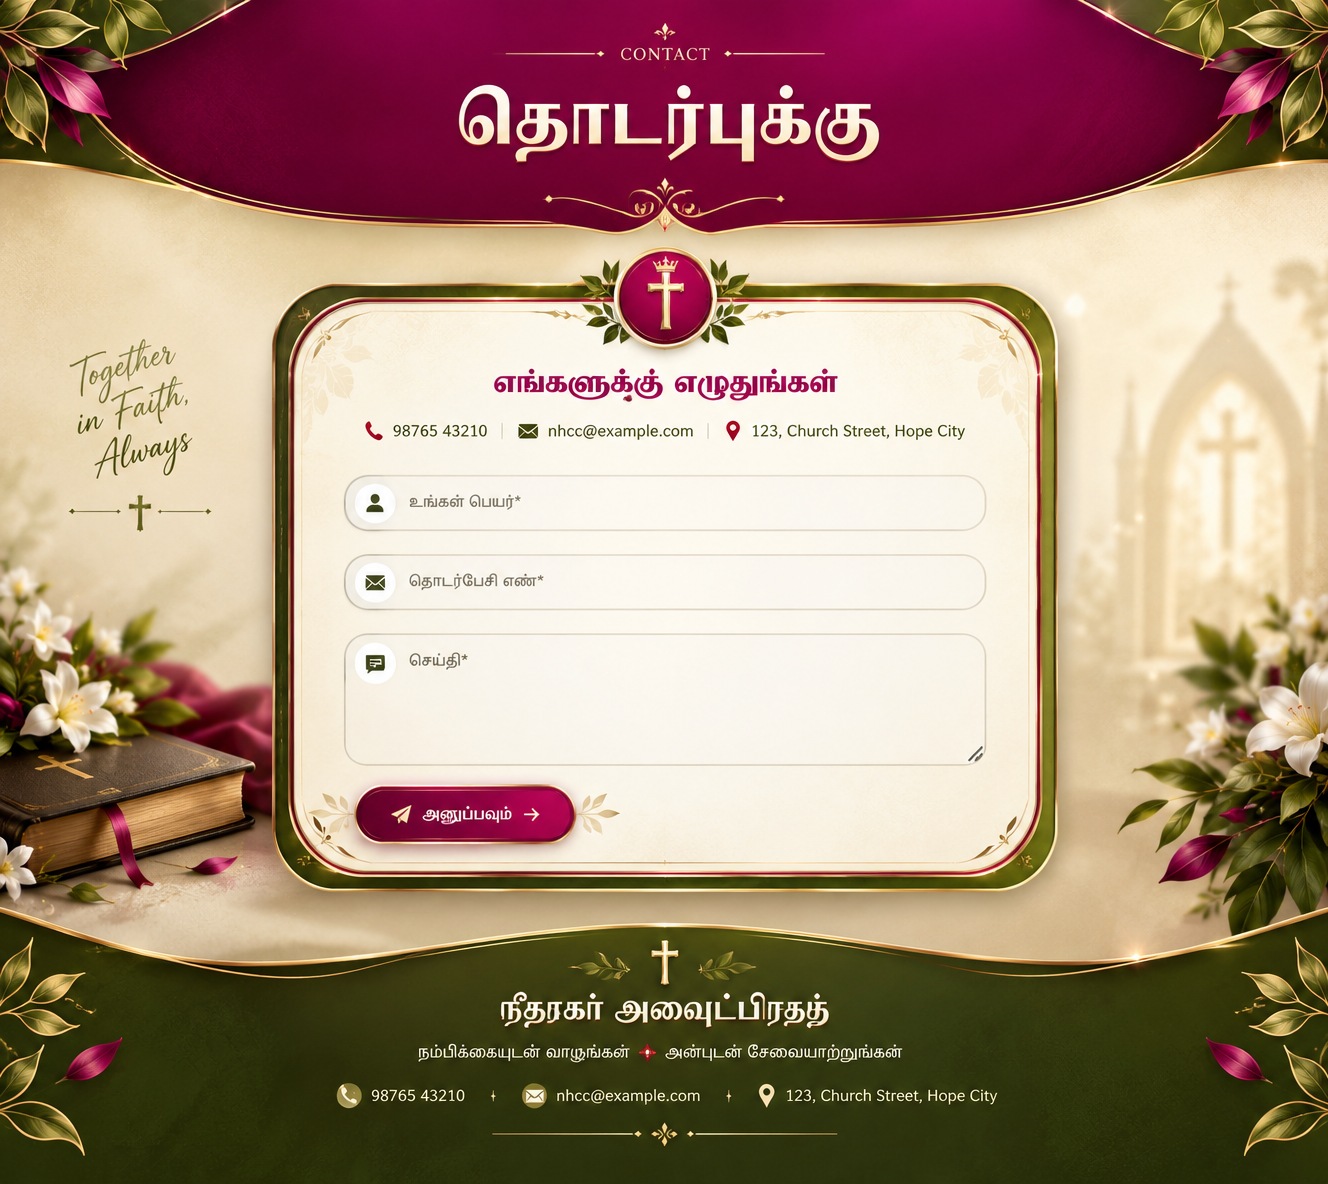 CONTACT
தொடர்புக்கு
எங்களுக்கு் எழுதுங்கள்
98765 43210 nhcc@example.com 123, Church Street, Hope City
Together
in Faith,
Always
உங்கள் பெயர்*
தொடர்பேசி எண்*
செய்தி*
அனுப்பவும்
நீதரகர் அவைுட்பிரதத்
நம்பிக்கையுடன் வாழுங்கள் அன்புடன் சேவையாற்றுங்கள்
98765 43210 nhcc@example.com 123, Church Street, Hope City